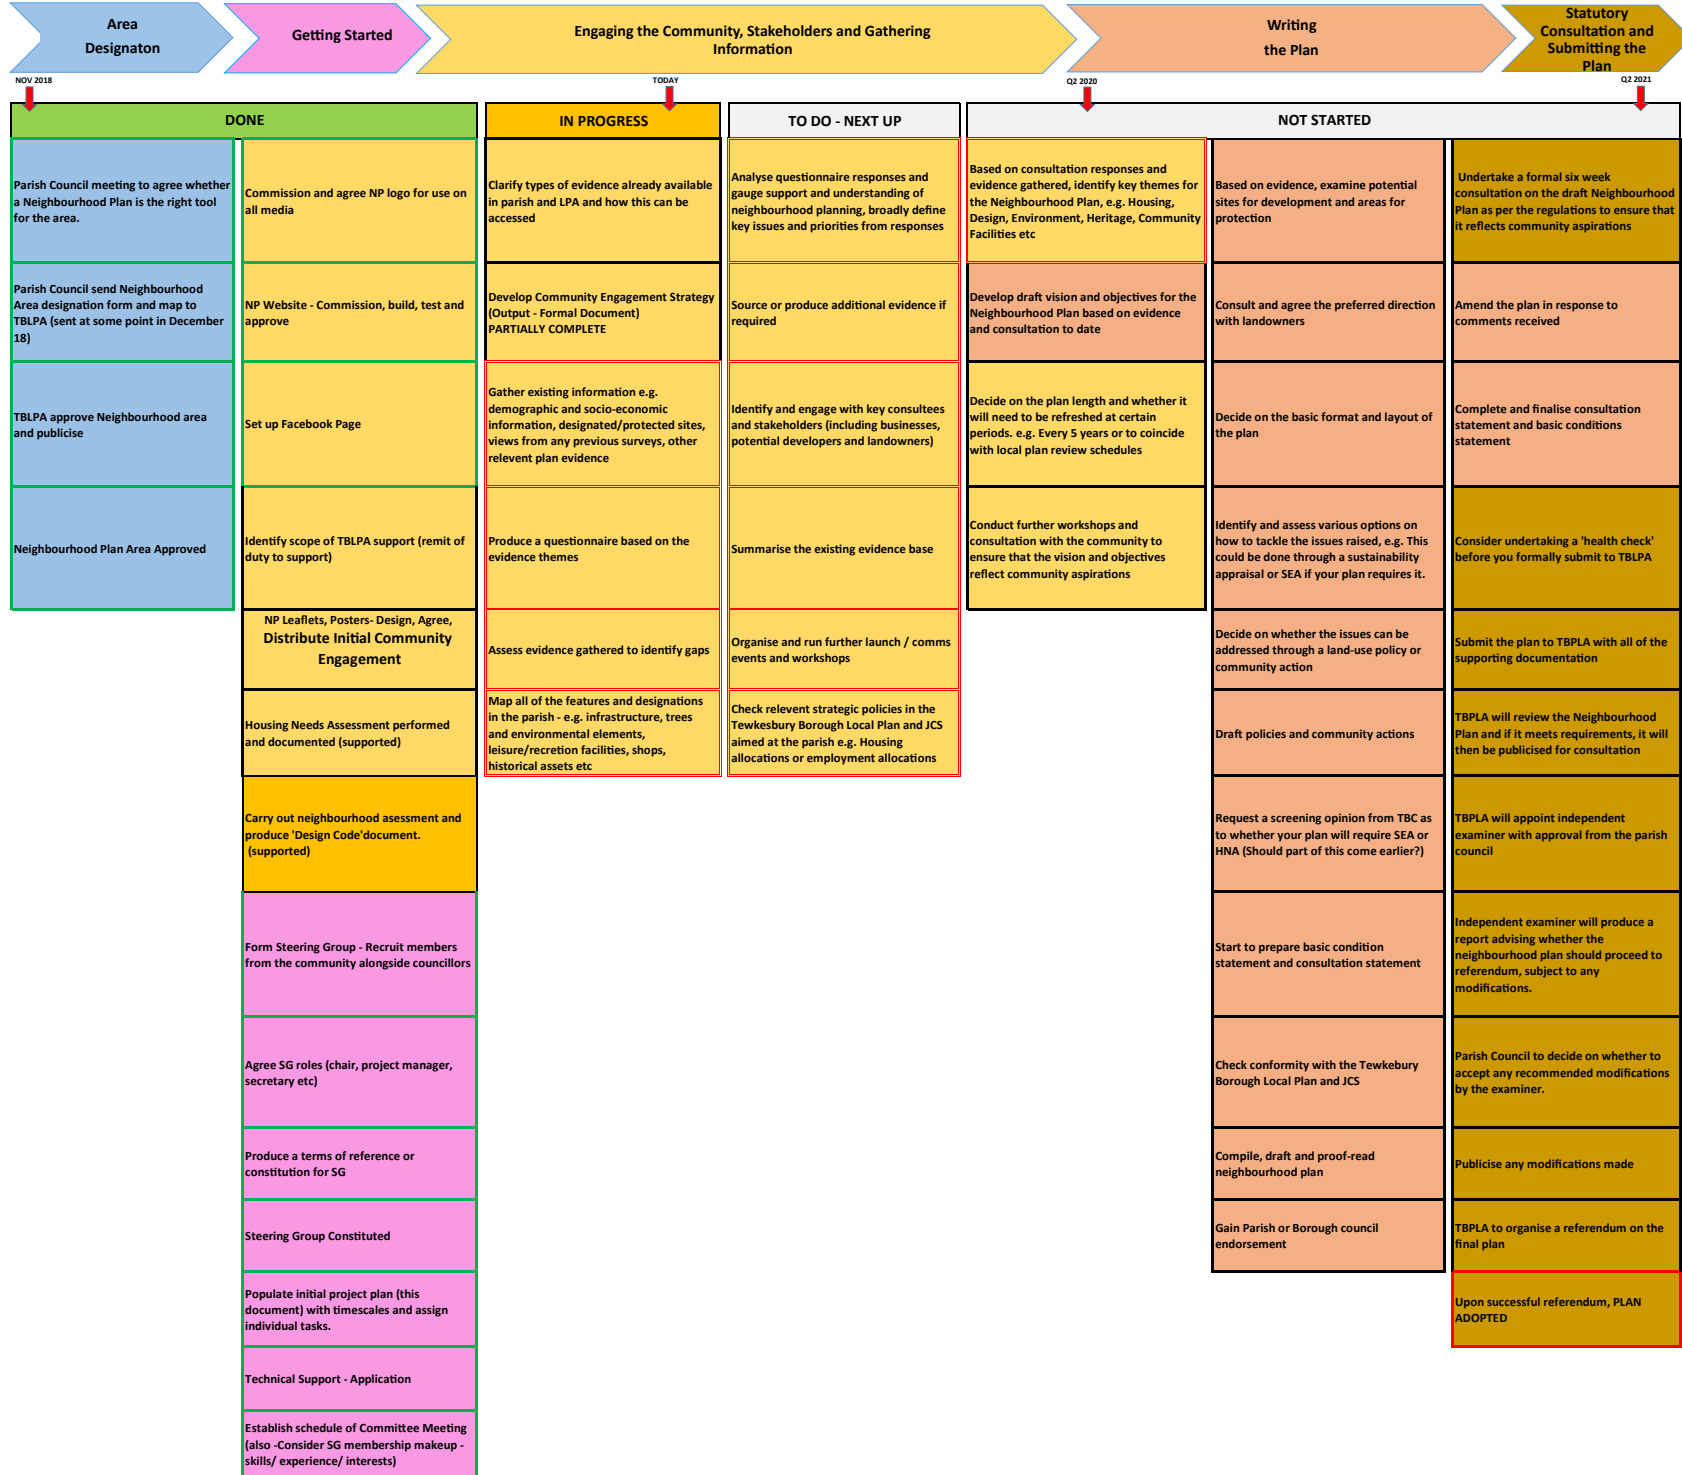 Area
Designaton
Getting Started
Engaging the Community, Stakeholders and Gathering
Information
Writing
the Plan
Statutory
Consultation and
Submitting the
Plan
NOV 2018
TODAY
Q2 2020
Q2 2021
DONE
IN PROGRESS
TO DO - NEXT UP
NOT STARTED
Parish Council meeting to agree whether
a Neighbourhood Plan is the right tool
for the area.
Parish Council send Neighbourhood
Area designation form and map to
TBLPA (sent at some point in December
18)
TBLPA approve Neighbourhood area
and publicise
Neighbourhood Plan Area Approved
Commission and agree NP logo for use on
all media
NP Website - Commission, build, test and
approve
Set up Facebook Page
Identify scope of TBLPA support (remit of
duty to support)
NP Leaflets, Posters- Design, Agree,
Distribute Initial Community
Engagement
Housing Needs Assessment performed
and documented (supported)
Carry out neighbourhood asessment and
produce 'Design Code'document.
(supported)
Form Steering Group - Recruit members
from the community alongside councillors
Agree SG roles (chair, project manager,
secretary etc)
Produce a terms of reference or
constitution for SG
Steering Group Constituted
Populate initial project plan (this
document) with timescales and assign
individual tasks.
Technical Support - Application
Establish schedule of Committee Meeting
(also -Consider SG membership makeup -
skills/ experience/ interests)
Clarify types of evidence already available
in parish and LPA and how this can be
accessed
Develop Community Engagement Strategy
(Output - Formal Document)
PARTIALLY COMPLETE
Gather existing information e.g.
demographic and socio-economic
information, designated/protected sites,
views from any previous surveys, other
relevent plan evidence
Produce a questionnaire based on the
evidence themes
Assess evidence gathered to identify gaps
Map all of the features and designations
in the parish - e.g. infrastructure, trees
and environmental elements,
leisure/recretion facilities, shops,
historical assets etc
Analyse questionnaire responses and
gauge support and understanding of
neighbourhood planning, broadly define
key issues and priorities from responses
Source or produce additional evidence if
required
Identify and engage with key consultees
and stakeholders (including businesses,
potential developers and landowners)
Summarise the existing evidence base
Organise and run further launch / comms
events and workshops
Check relevent strategic policies in the
Tewkesbury Borough Local Plan and JCS
aimed at the parish e.g. Housing
allocations or employment allocations
Based on consultation responses and
evidence gathered, identify key themes for
the Neighbourhood Plan, e.g. Housing,
Design, Environment, Heritage, Community
Facilities etc
Develop draft vision and objectives for the
Neighbourhood Plan based on evidence
and consultation to date
Decide on the plan length and whether it
will need to be refreshed at certain
periods. e.g. Every 5 years or to coincide
with local plan review schedules
Conduct further workshops and
consultation with the community to
ensure that the vision and objectives
reflect community aspirations
Based on evidence, examine potential
sites for development and areas for
protection
Consult and agree the preferred direction
with landowners
Decide on the basic format and layout of
the plan
Identify and assess various options on
how to tackle the issues raised, e.g. This
could be done through a sustainability
appraisal or SEA if your plan requires it.
Decide on whether the issues can be
addressed through a land-use policy or
community action
Draft policies and community actions
Request a screening opinion from TBC as
to whether your plan will require SEA or
HNA (Should part of this come earlier?)
Start to prepare basic condition
statement and consultation statement
Check conformity with the Tewkebury
Borough Local Plan and JCS
Compile, draft and proof-read
neighbourhood plan
Gain Parish or Borough council
endorsement
Undertake a formal six week
consultation on the draft Neighbourhood
Plan as per the regulations to ensure that
it reflects community aspirations
Amend the plan in response to
comments received
Complete and finalise consultation
statement and basic conditions
statement
Consider undertaking a 'health check'
before you formally submit to TBLPA
Submit the plan to TBPLA with all of the
supporting documentation
TBPLA will review the Neighbourhood
Plan and if it meets requirements, it will
then be publicised for consultation
TBPLA will appoint independent
examiner with approval from the parish
council
Independent examiner will produce a
report advising whether the
neighbourhood plan should proceed to
referendum, subject to any
modifications.
Parish Council to decide on whether to
accept any recommended modifications
by the examiner.
Publicise any modifications made
TBPLA to organise a referendum on the
final plan
Upon successful referendum, PLAN
ADOPTED